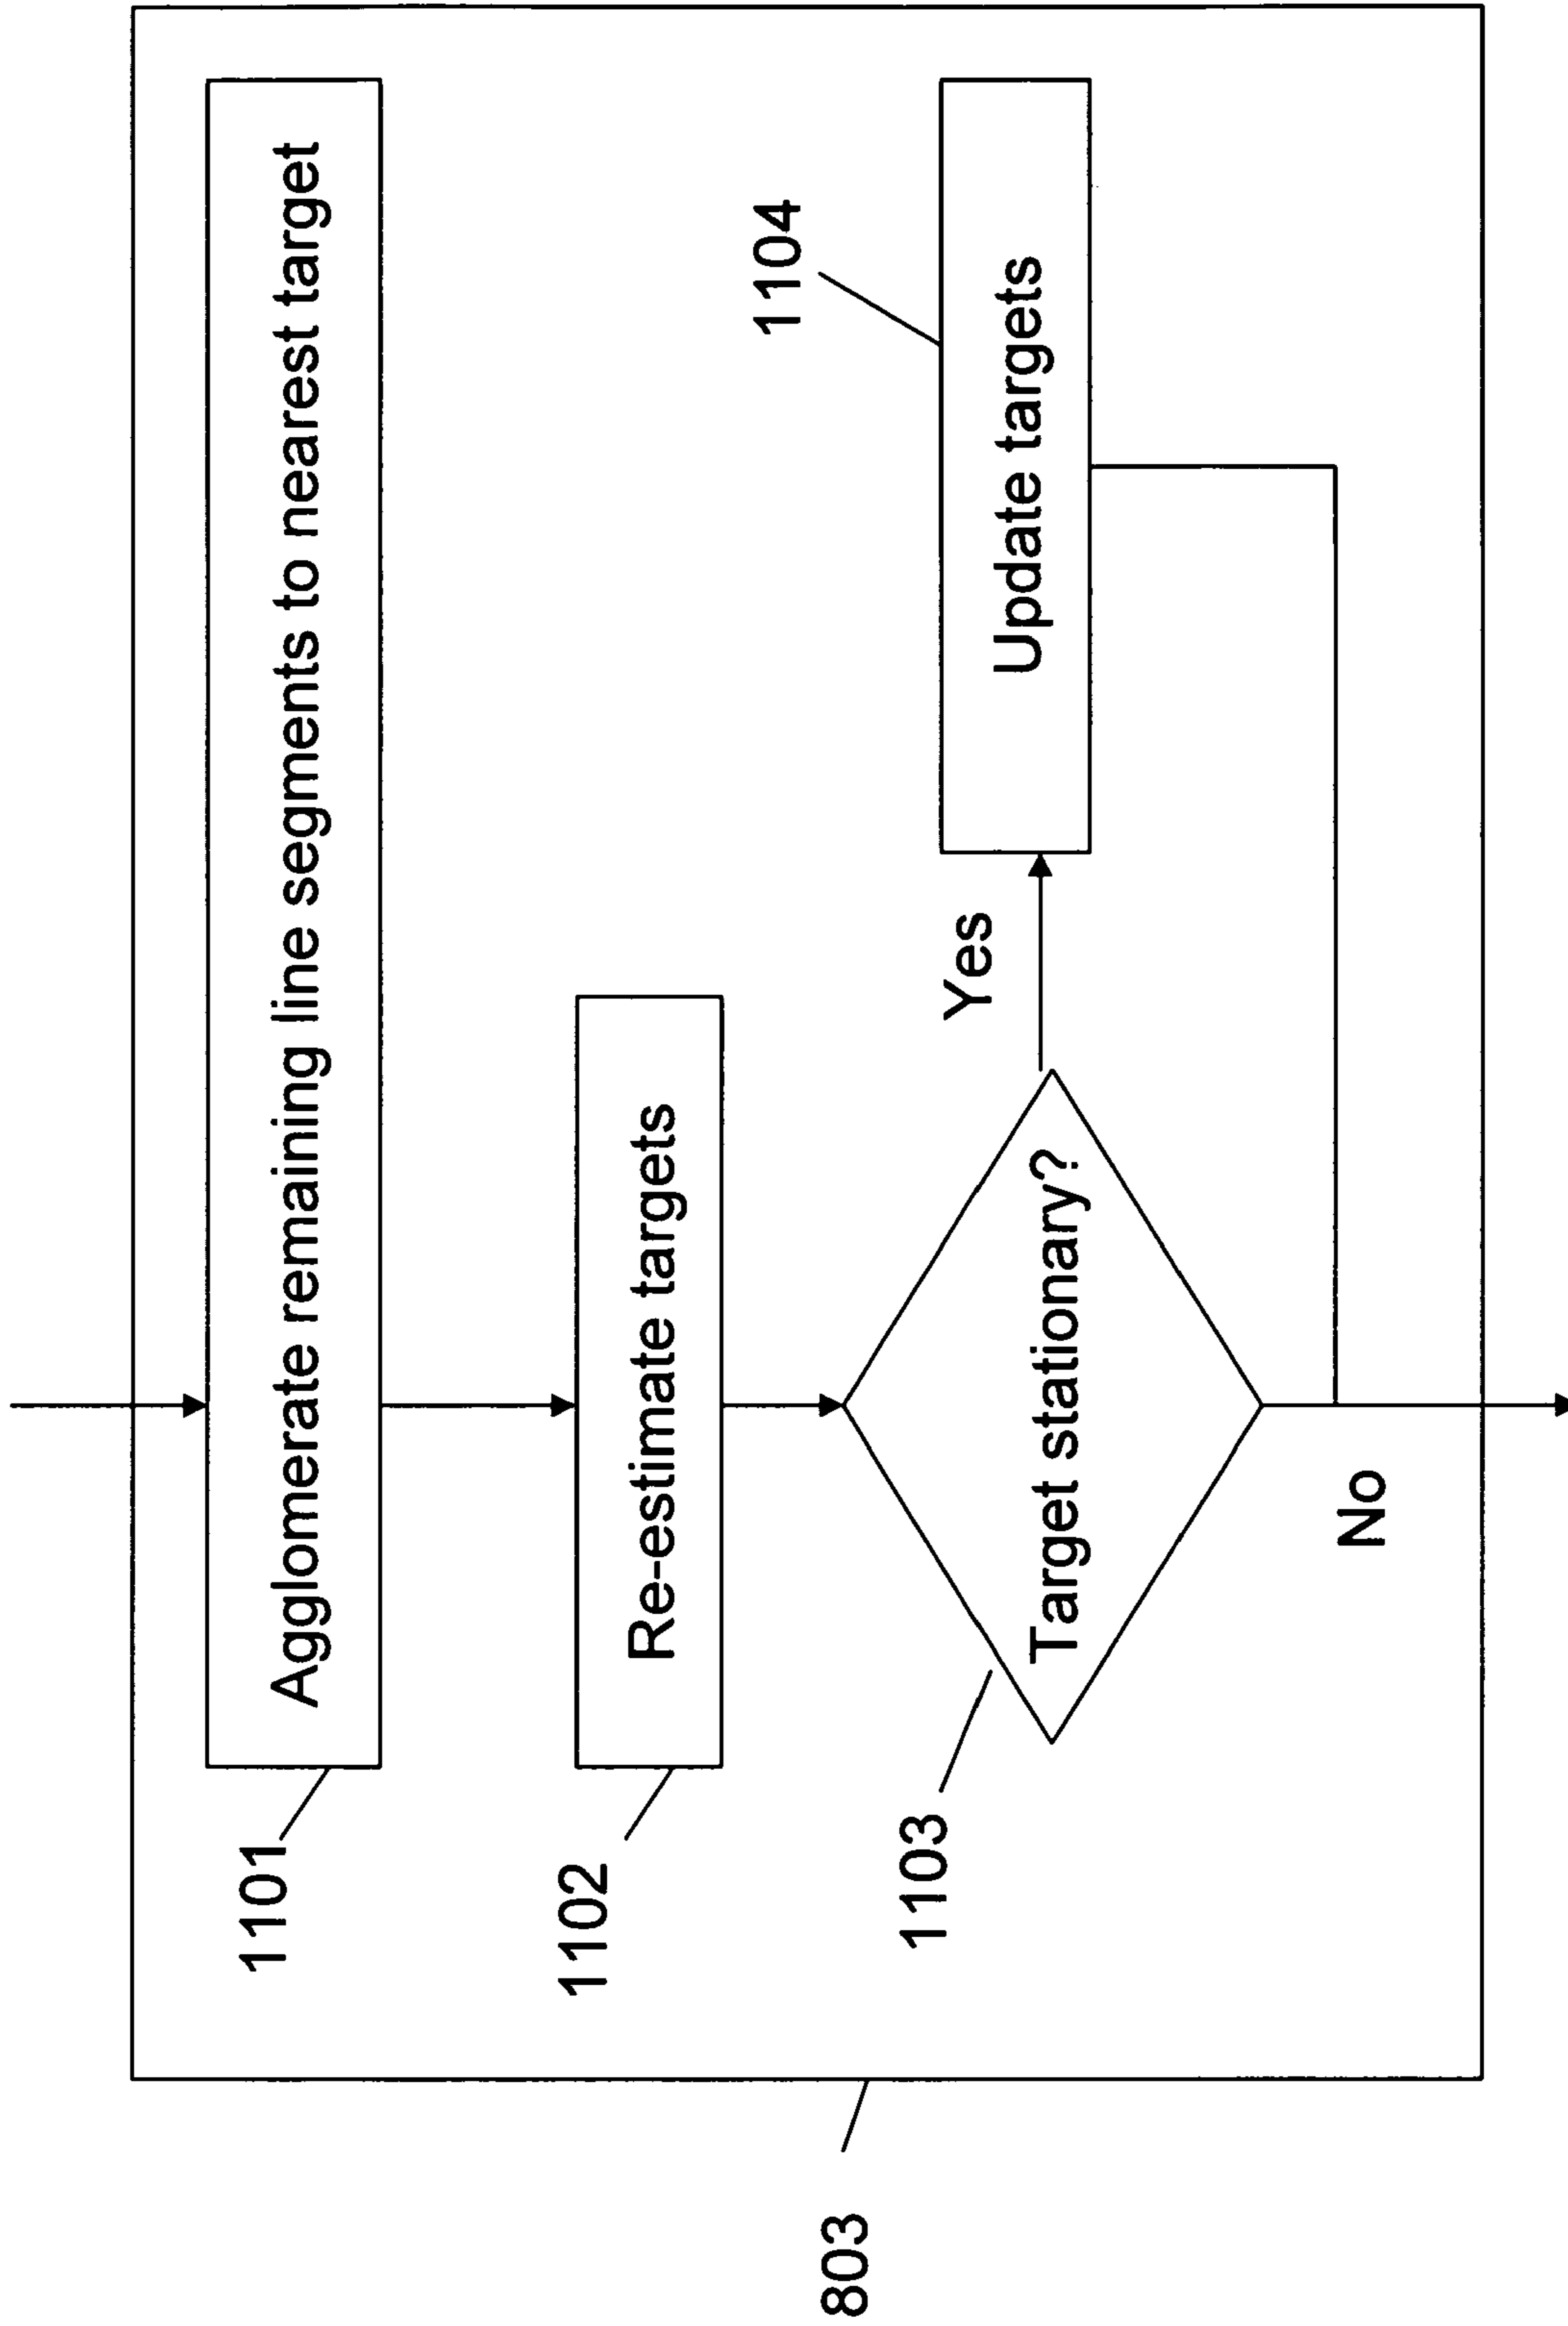 1101
Agglomerate remaining line segments to nearest target
1102
Re-estimate targets
803
1103
Target stationary?
Yes
1104
Update targets
No